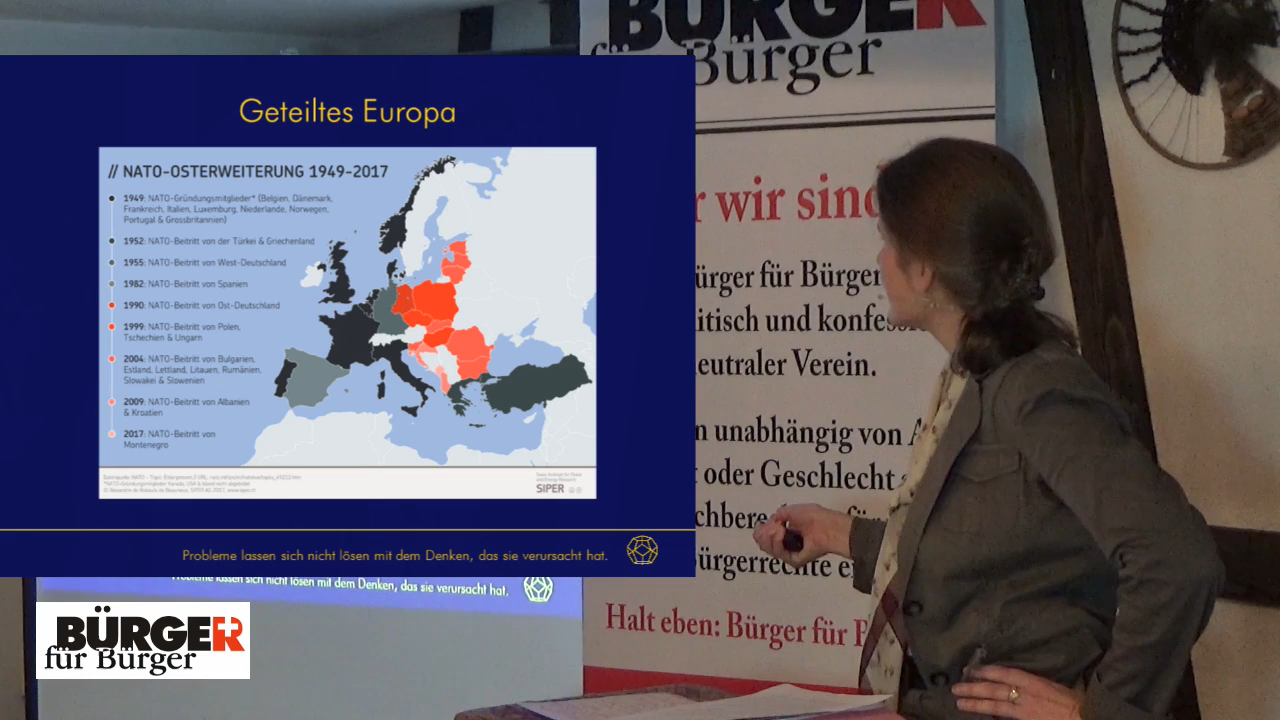 BÜRGER
für Bürger
Geteiltes Europa
// NATO-OSTERWEITERUNG 1949-2017
1949: NATO-Gründungsmitglieder* (Belgien, Dänemark,
Frankreich, Italien, Luxemburg, Niederlande, Norwegen,
Portugal & Grossbritannien)
1952: NATO-Beitritt von der Türkei & Griechenland
1955: NATO-Beitritt von West-Deutschland
1982: NATO-Beitritt von Spanien
1990: NATO-Beitritt von Ost-Deutschland
1999: NATO-Beitritt von Polen,
Tschechien & Ungarn
2004: NATO-Beitritt von Bulgarien,
Estland, Lettland, Litauen, Rumänien,
Slowakei & Slowenien
2009: NATO-Beitritt von Albanien
& Kroatien
2017: NATO-Beitritt von
Montenegro
SIPER
Probleme lassen sich nicht lösen mit dem Denken, das sie verursacht hat.
Probleme lassen sich nicht lösen mit dem Denken, das sie verursacht hat.
wir sind
ürger für Bürger
itisch und
eutraler Verein.
n unabhängig von
oder Geschlecht
Halt eben: Bürger für
BÜRGER
für Bürger